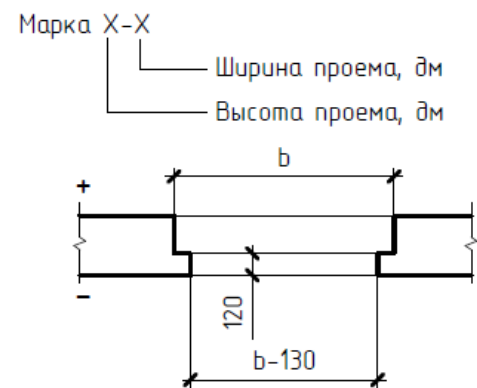 Марка X-X
Ширина проема, дм
Высота проема, дм
b
+
-
120
b-130